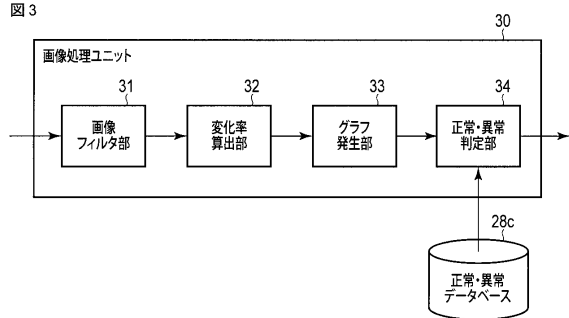 図3
30
画像処理ユニット
31
32
33
34
画像
フィルタ部
変化率
算出部
グラフ
発生部
正常・異常
判定部
28c
正常・異常
データベース